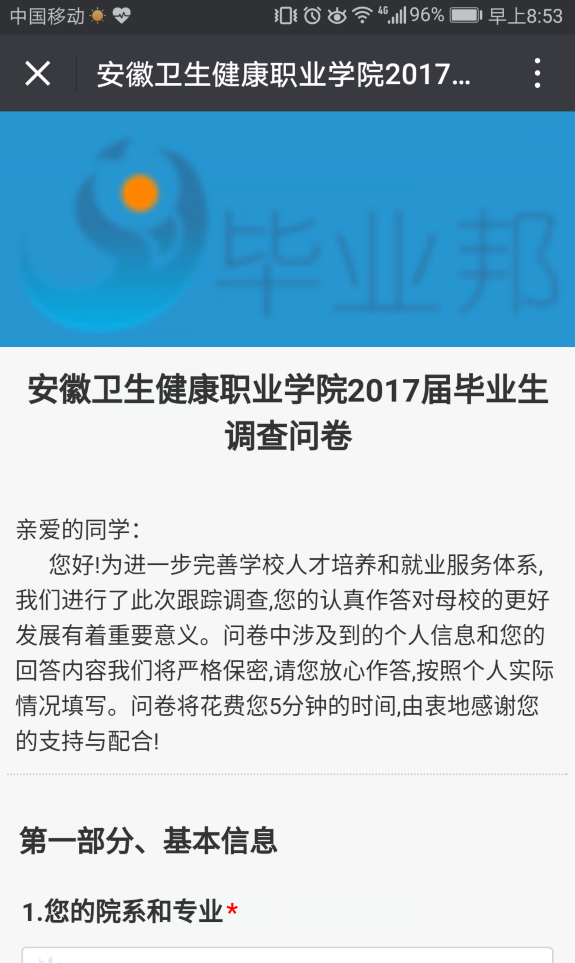 中国移动 4G 96% 早上8:53
安徽卫生健康职业学院2017...
毕业邦
安徽卫生健康职业学院2017届毕业生
调查问卷
亲爱的同学：
您好!为进一步完善学校人才培养和就业服务体系,
我们进行了此次跟踪调查,您的认真作答对母校的更好
发展有着重要意义。问卷中涉及到的个人信息和您的
回答内容我们将严格保密,请您放心作答,按照个人实际
情况填写。问卷将花费您5分钟的时间,由衷地感谢您
的支持与配合!
第一部分、基本信息
1.您的院系和专业*